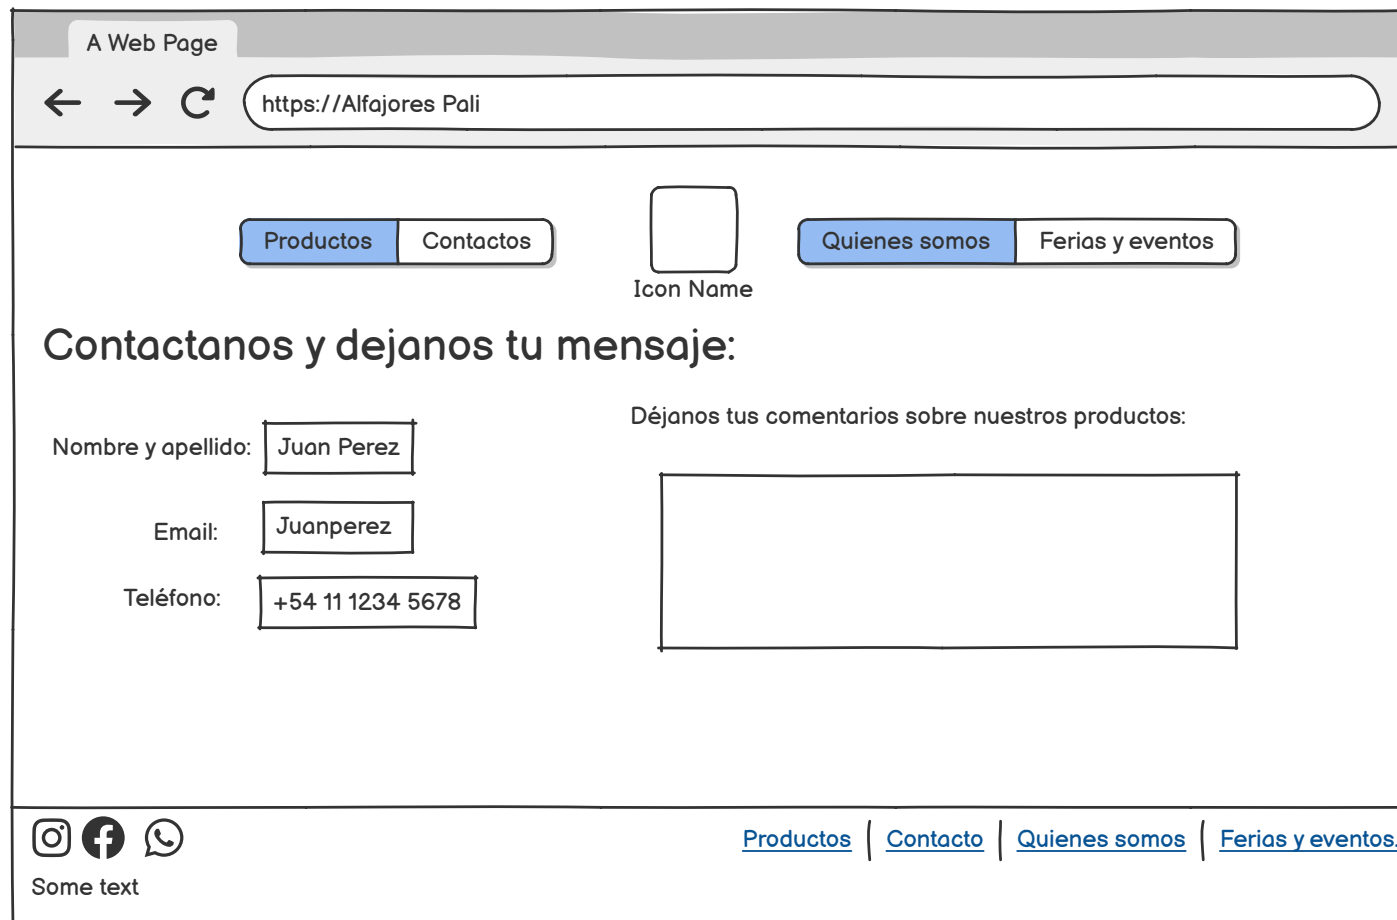 A Web Page
https://Alfajores Pali
Productos Contactos
Quienes somos Ferias y eventos
Icon Name
Contactanos y dejanos tu mensaje:
Déjanos tus comentarios sobre nuestros productos:
Nombre y apellido: Juan Perez
Email: Juanperez
Teléfono: +54 11 1234 5678
Productos | Contacto | Quienes somos | Ferias y eventos.
Some text